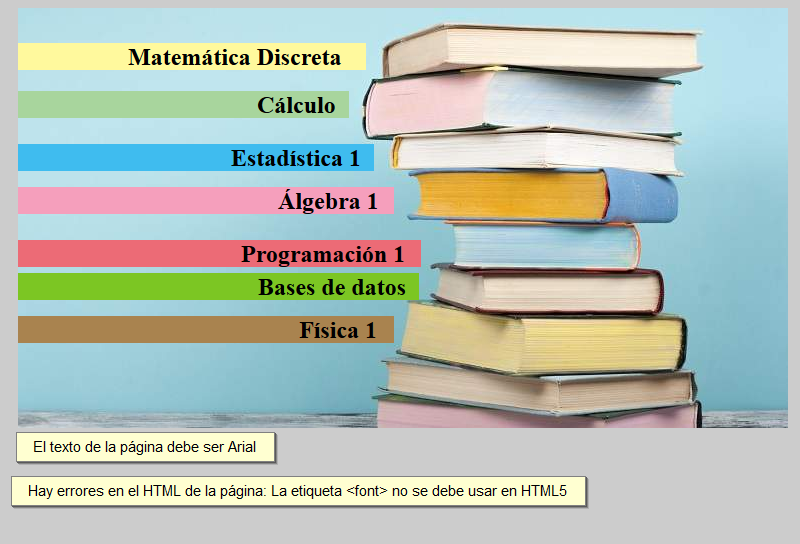 Matemática Discreta
Cálculo
Estadística 1
Álgebra 1
Programación 1
Bases de datos
Física 1
El texto de la página debe ser Arial
Hay errores en el HTML de la página: La etiqueta <font> no se debe usar en HTML5